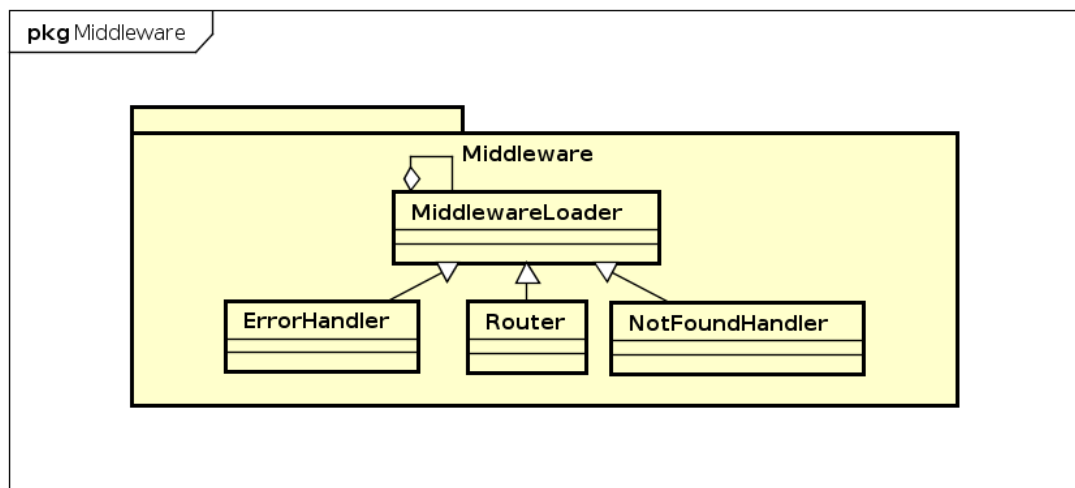 pkg Middleware
Middleware
MiddlewareLoader
ErrorHandler
Router
NotFoundHandler